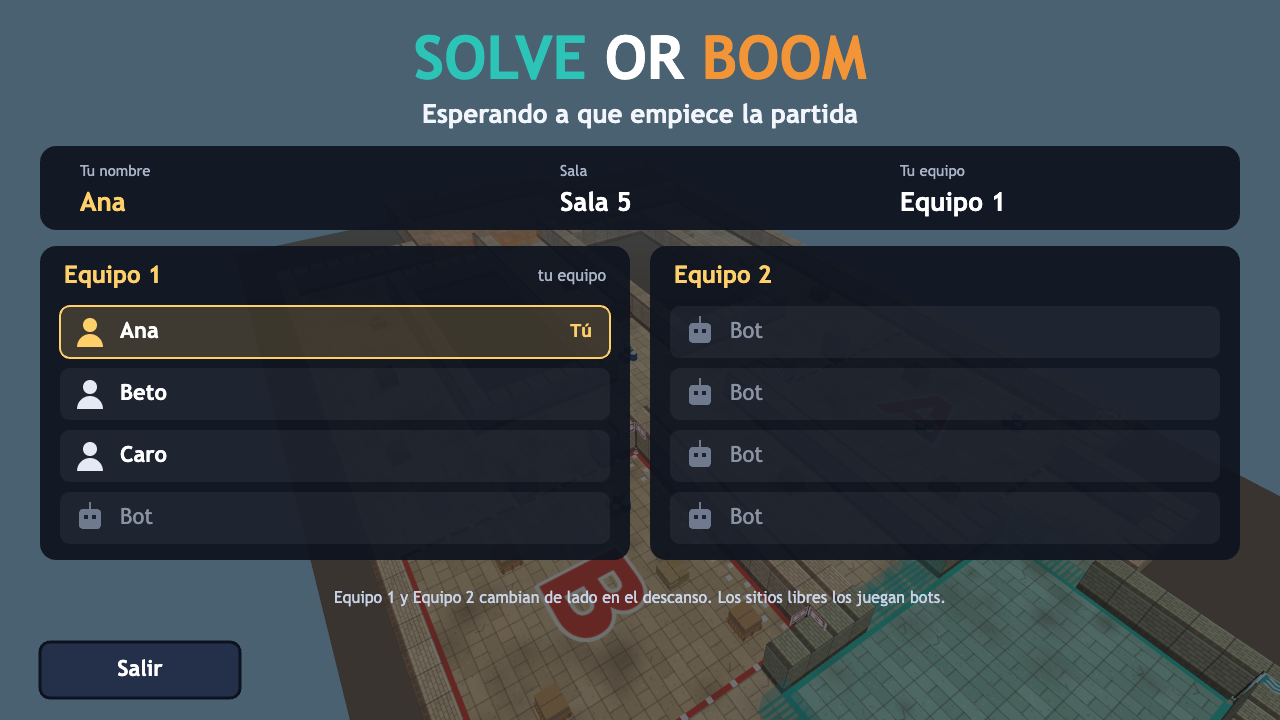 SOLVE OR BOOM
Esperando a que empiece la partida
Tu nombre
Ana
Sala
Sala 5
Tu equipo
Equipo 1
Equipo 1
tu equipo
Ana
Tú
Beto
Caro
Bot
Equipo 2
Bot
Bot
Bot
Bot
A
B
Equipo 1 y Equipo 2 cambian de lado en el descanso. Los sitios libres los juegan bots.
Salir